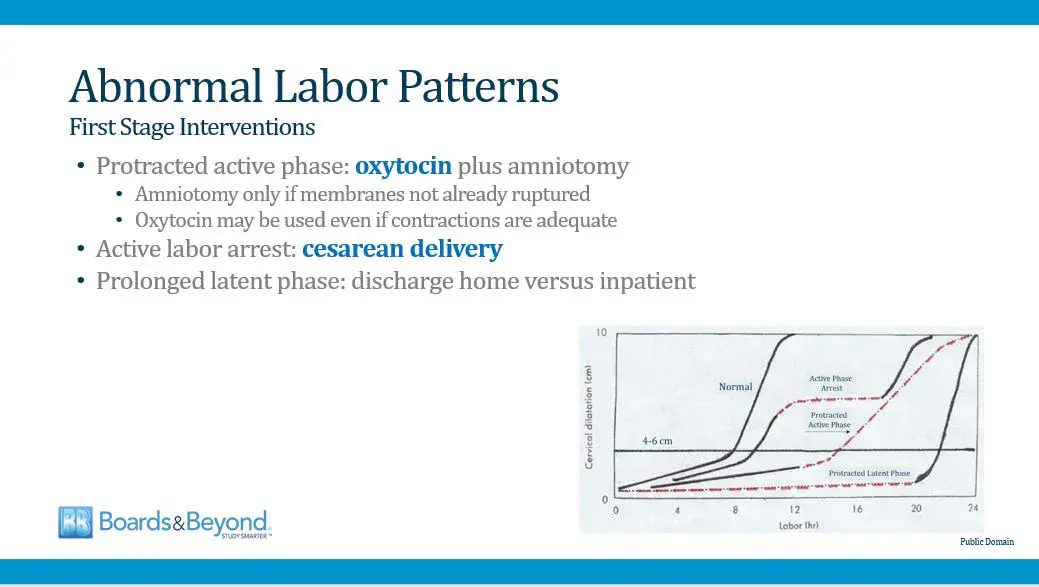 Abnormal Labor Patterns
First Stage Interventions
• Protracted active phase: oxytocin plus amniotomy
• Amniotomy only if membranes not already ruptured
• Oxytocin may be used even if contractions are adequate
• Active labor arrest: cesarean delivery
• Prolonged latent phase: discharge home versus inpatient
10
Cervical dilatation (cm)
Normal
Active Phase
Arrest
Protracted
Active Phase
4-6 cm
Protracted Latent Phase
0
0 4 8 12 16 20 24
Labor (hr)
BB Boards&Beyond.
STUDY SMARTER™
Public Domain